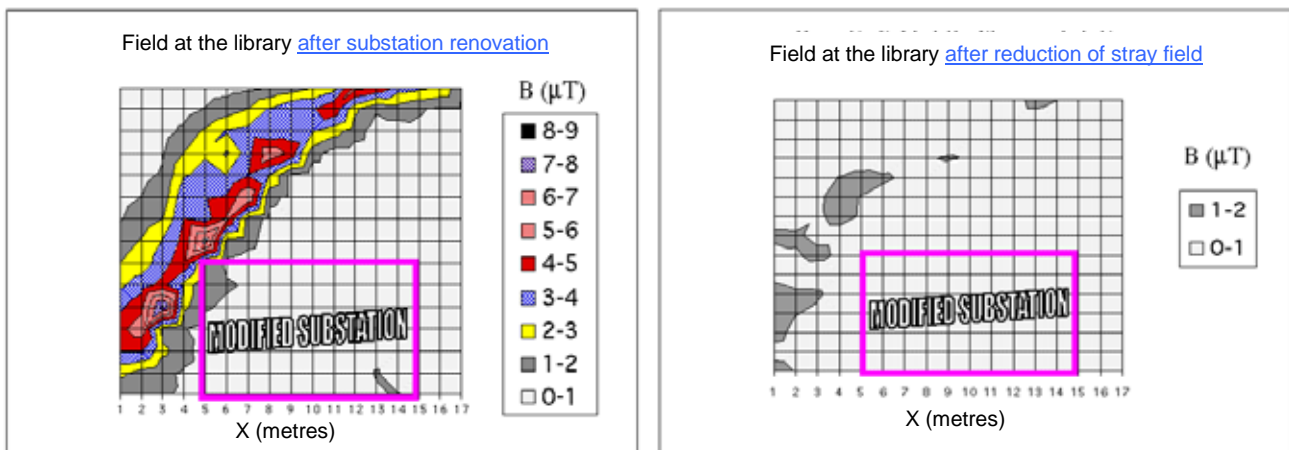 Field at the library after substation renovation
B (μT)
8-9
7-8
6-7
5-6
4-5
3-4
2-3
1-2
0-1
MODIFIED SUBSTATION
1 2 3 4 5 6 7 8 9 10 11 12 13 14 15 16 17
X (metres)
Field at the library after reduction of stray field
B (μT)
1-2
0-1
MODIFIED SUBSTATION
1 2 3 4 5 6 7 8 9 10 11 12 13 14 15 16 17
X (metres)